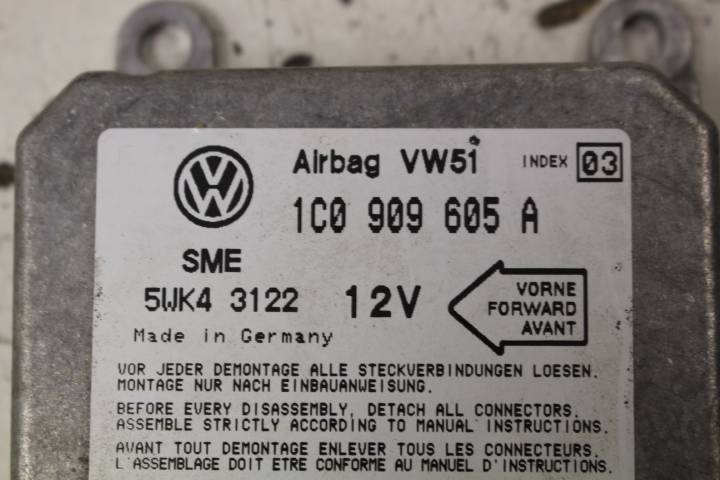 Airbag VW51 INDEX 03
1C0 909 605 A
SME
5WK4 3122 12V
VORNE
FORWARD
AVANT
Made in Germany
VOR JEDER DEMONTAGE ALLE STECKVERBINDUNGEN LOESEN.
MONTAGE NUR NACH EINBAUANWEISUNG.
BEFORE EVERY DISASSEMBLY, DETACH ALL CONNECTORS.
ASSEMBLE STRICTLY ACCORDING TO MANUAL INSTRUCTIONS.
AVANT TOUT DEMONTAGE ENLEVER TOUS LES CONNECTEURS.
L'ASSEMBLAGE DOIT ETRE CONFORME AU MANUEL D'INSTRUCTIONS.